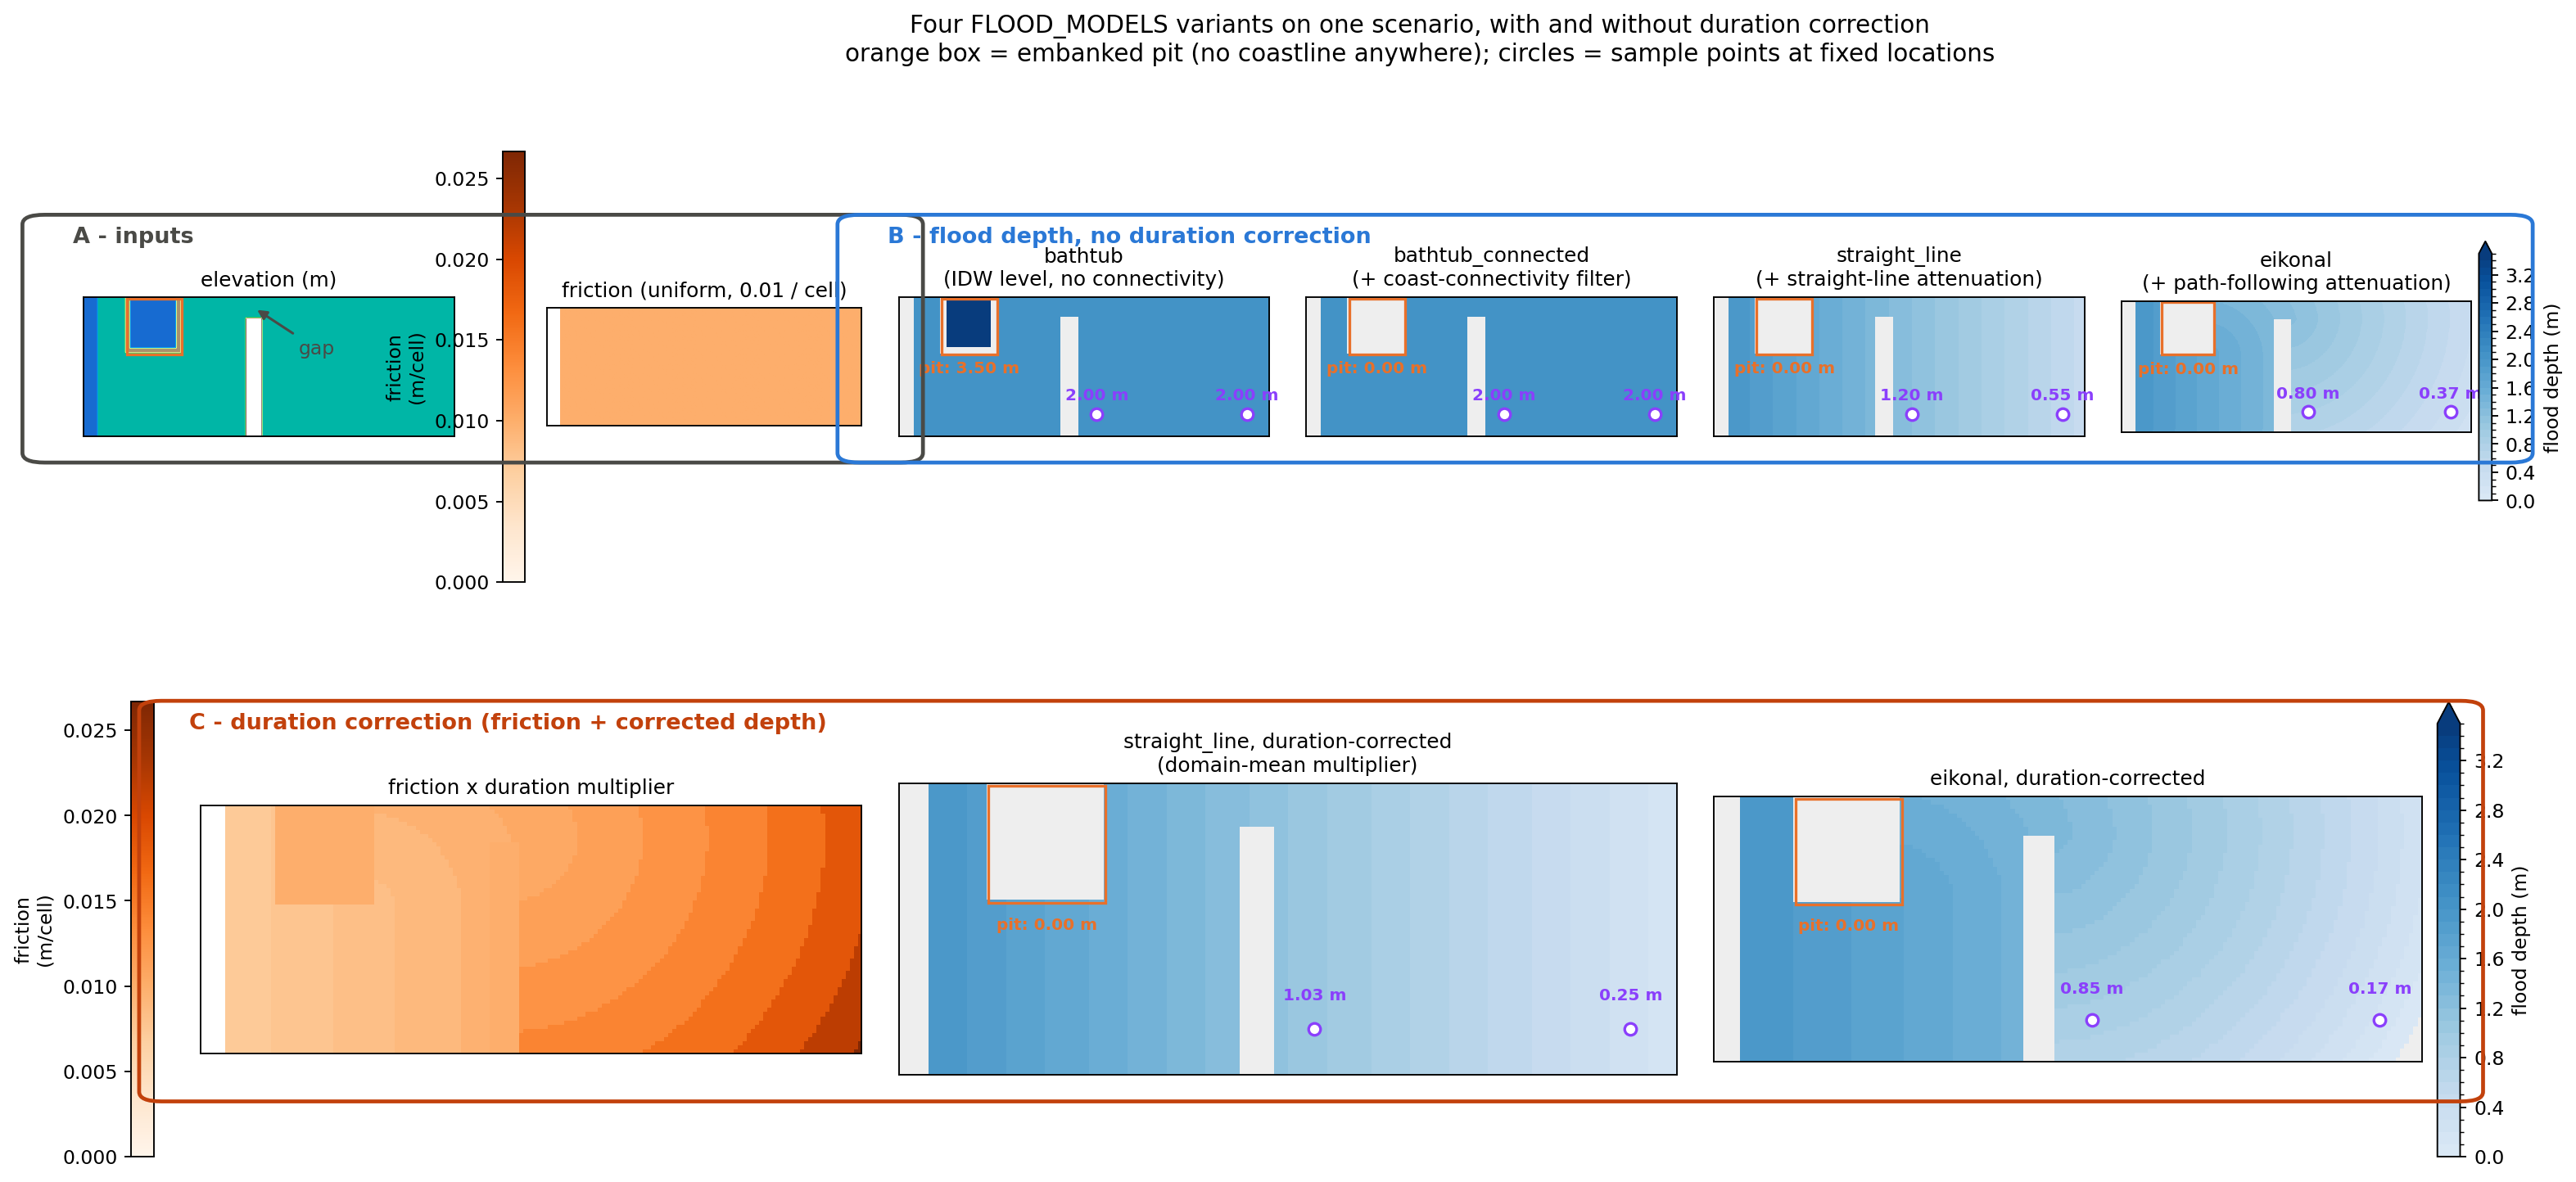 Four FLOOD_MODELS variants on one scenario, with and without duration correction
orange box = embanked pit (no coastline anywhere); circles = sample points at fixed locations
A - inputs
elevation (m)
gap
0.025
0.020
0.015
0.010
0.005
0.000
friction
(m/cell)
friction (uniform, 0.01 / cell)
B - flood depth, no duration correction
bathtub
(IDW level, no connectivity)
pit: 3.50 m
2.00 m
2.00 m
bathtub_connected
(+ coast-connectivity filter)
pit: 0.00 m
2.00 m
2.00 m
straight_line
(+ straight-line attenuation)
pit: 0.00 m
1.20 m
0.55 m
eikonal
(+ path-following attenuation)
pit: 0.00 m
0.80 m
0.37 m
3.2
2.8
2.4
2.0
1.6
1.2
0.8
0.4
0.0
flood depth (m)
C - duration correction (friction + corrected depth)
0.025
0.020
0.015
0.010
0.005
0.000
friction
(m/cell)
friction x duration multiplier
straight_line, duration-corrected
(domain-mean multiplier)
pit: 0.00 m
1.03 m
0.25 m
eikonal, duration-corrected
pit: 0.00 m
0.85 m
0.17 m
3.2
2.8
2.4
2.0
1.6
1.2
0.8
0.4
0.0
flood depth (m)